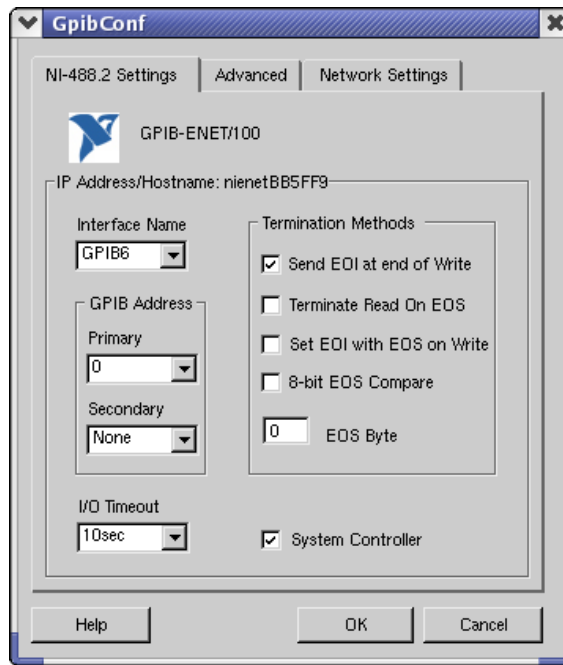 GpibConf
NI-488.2 Settings
Advanced
Network Settings
GPIB-ENET/100
IP Address/Hostname: nienetBB5FF9
Interface Name
GPIB6
GPIB Address
Primary
0
Secondary
None
I/O Timeout
10sec
Termination Methods
Send EOI at end of Write
Terminate Read On EOS
Set EOI with EOS on Write
8-bit EOS Compare
0 EOS Byte
System Controller
Help
OK
Cancel